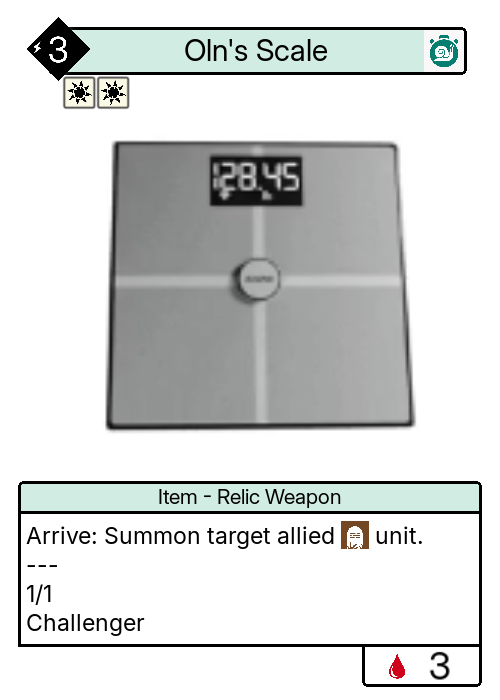 3
Oln's Scale
128.45
Item - Relic Weapon
Arrive: Summon target allied unit.
---
1/1
Challenger
3